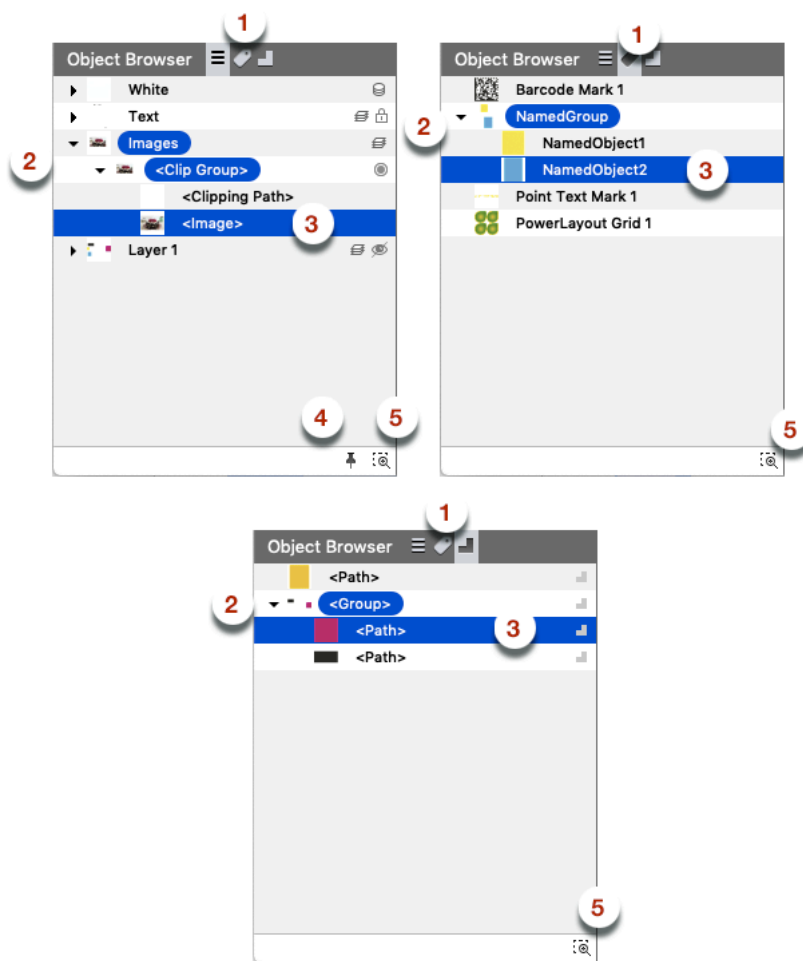 1
Object Browser
White
Text
2
Images
<Clip Group>
<Clipping Path>
<Image>
3
Layer 1
4
5
1
Object Browser
Barcode Mark 1
2
NamedGroup
NamedObject1
NamedObject2
3
Point Text Mark 1
PowerLayout Grid 1
5
1
Object Browser
<Path>
2
<Group>
<Path>
3
<Path>
5